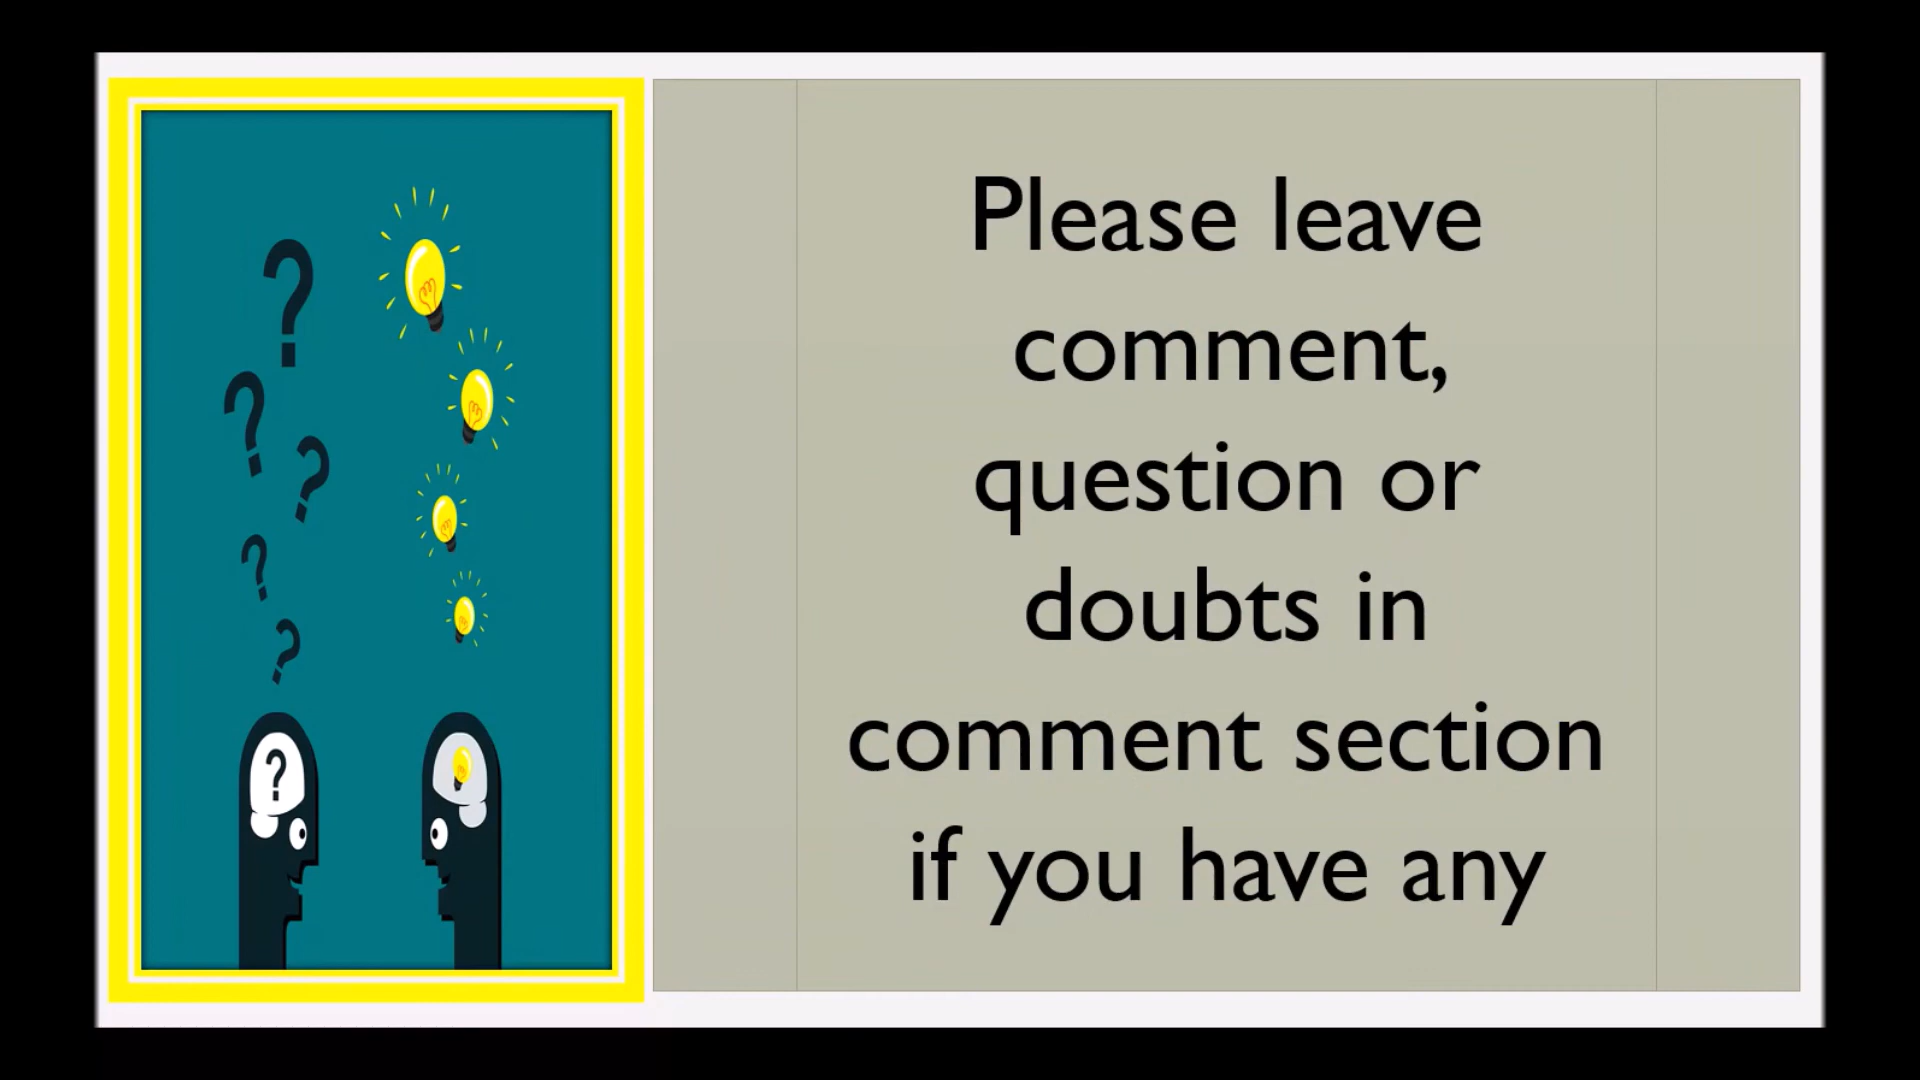 Please leave
comment,
question or
doubts in
comment section
if you have any